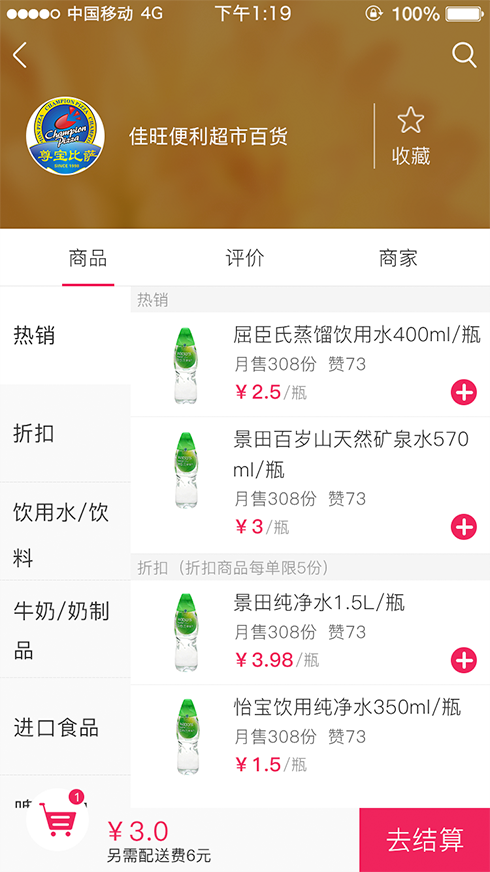 中国移动 4G 下午1:19 100%
CHAMPION PIZZA
Champion
Pizza
尊宝比萨
SINCE 1998
佳旺便利超市百货
收藏
商品 评价 商家
热销
折扣
饮用水/饮
料
牛奶/奶制
品
进口食品
热销
屈臣氏蒸馏饮用水400ml/瓶
月售308份 赞73
￥2.5/瓶
景田百岁山天然矿泉水570
ml/瓶
月售308份 赞73
￥3/瓶
折扣（折扣商品每单限5份）
景田纯净水1.5L/瓶
月售308份 赞73
￥3.98/瓶
怡宝饮用纯净水350ml/瓶
月售308份 赞73
￥1.5/瓶
1
￥3.0
另需配送费6元
去结算